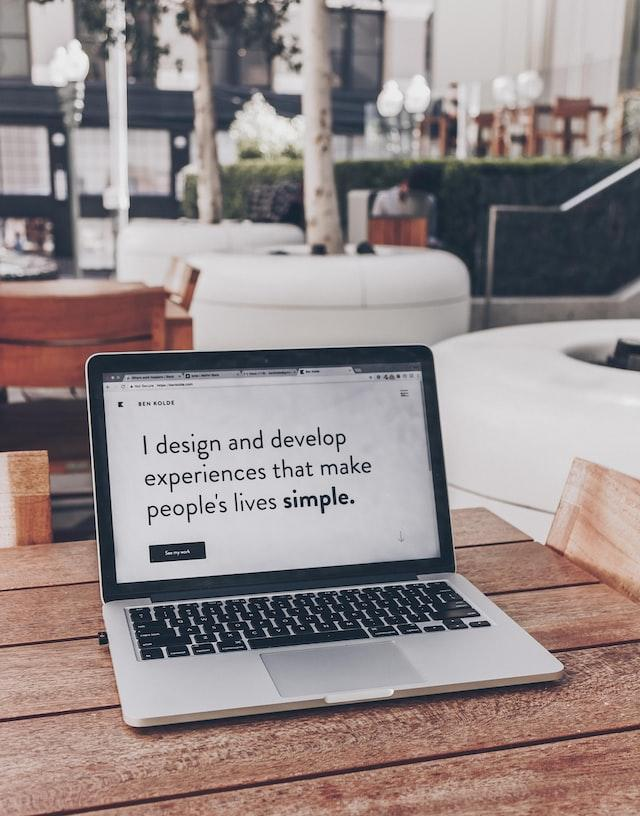 BEN KOLDE
I design and develop
experiences that make
people's lives simple.
See my work